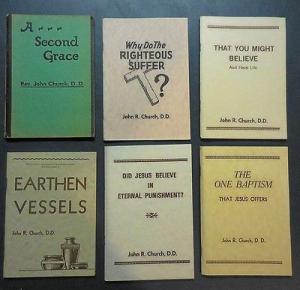 A - - - -
Second
Grace
Rev. John Church, D. D.
Why Do The
RIGHTEOUS
SUFFER
?
John R. Church, D.D.
THAT YOU MIGHT
BELIEVE
And Have Life
John R. Church, D.D.
EARTHEN
VESSELS
John R. Church, D.D.
DID JESUS BELIEVE
IN
ETERNAL PUNISHMENT?
John R. Church, D.D.
THE
ONE BAPTISM
THAT JESUS OFFERS
John R. Church, D.D.